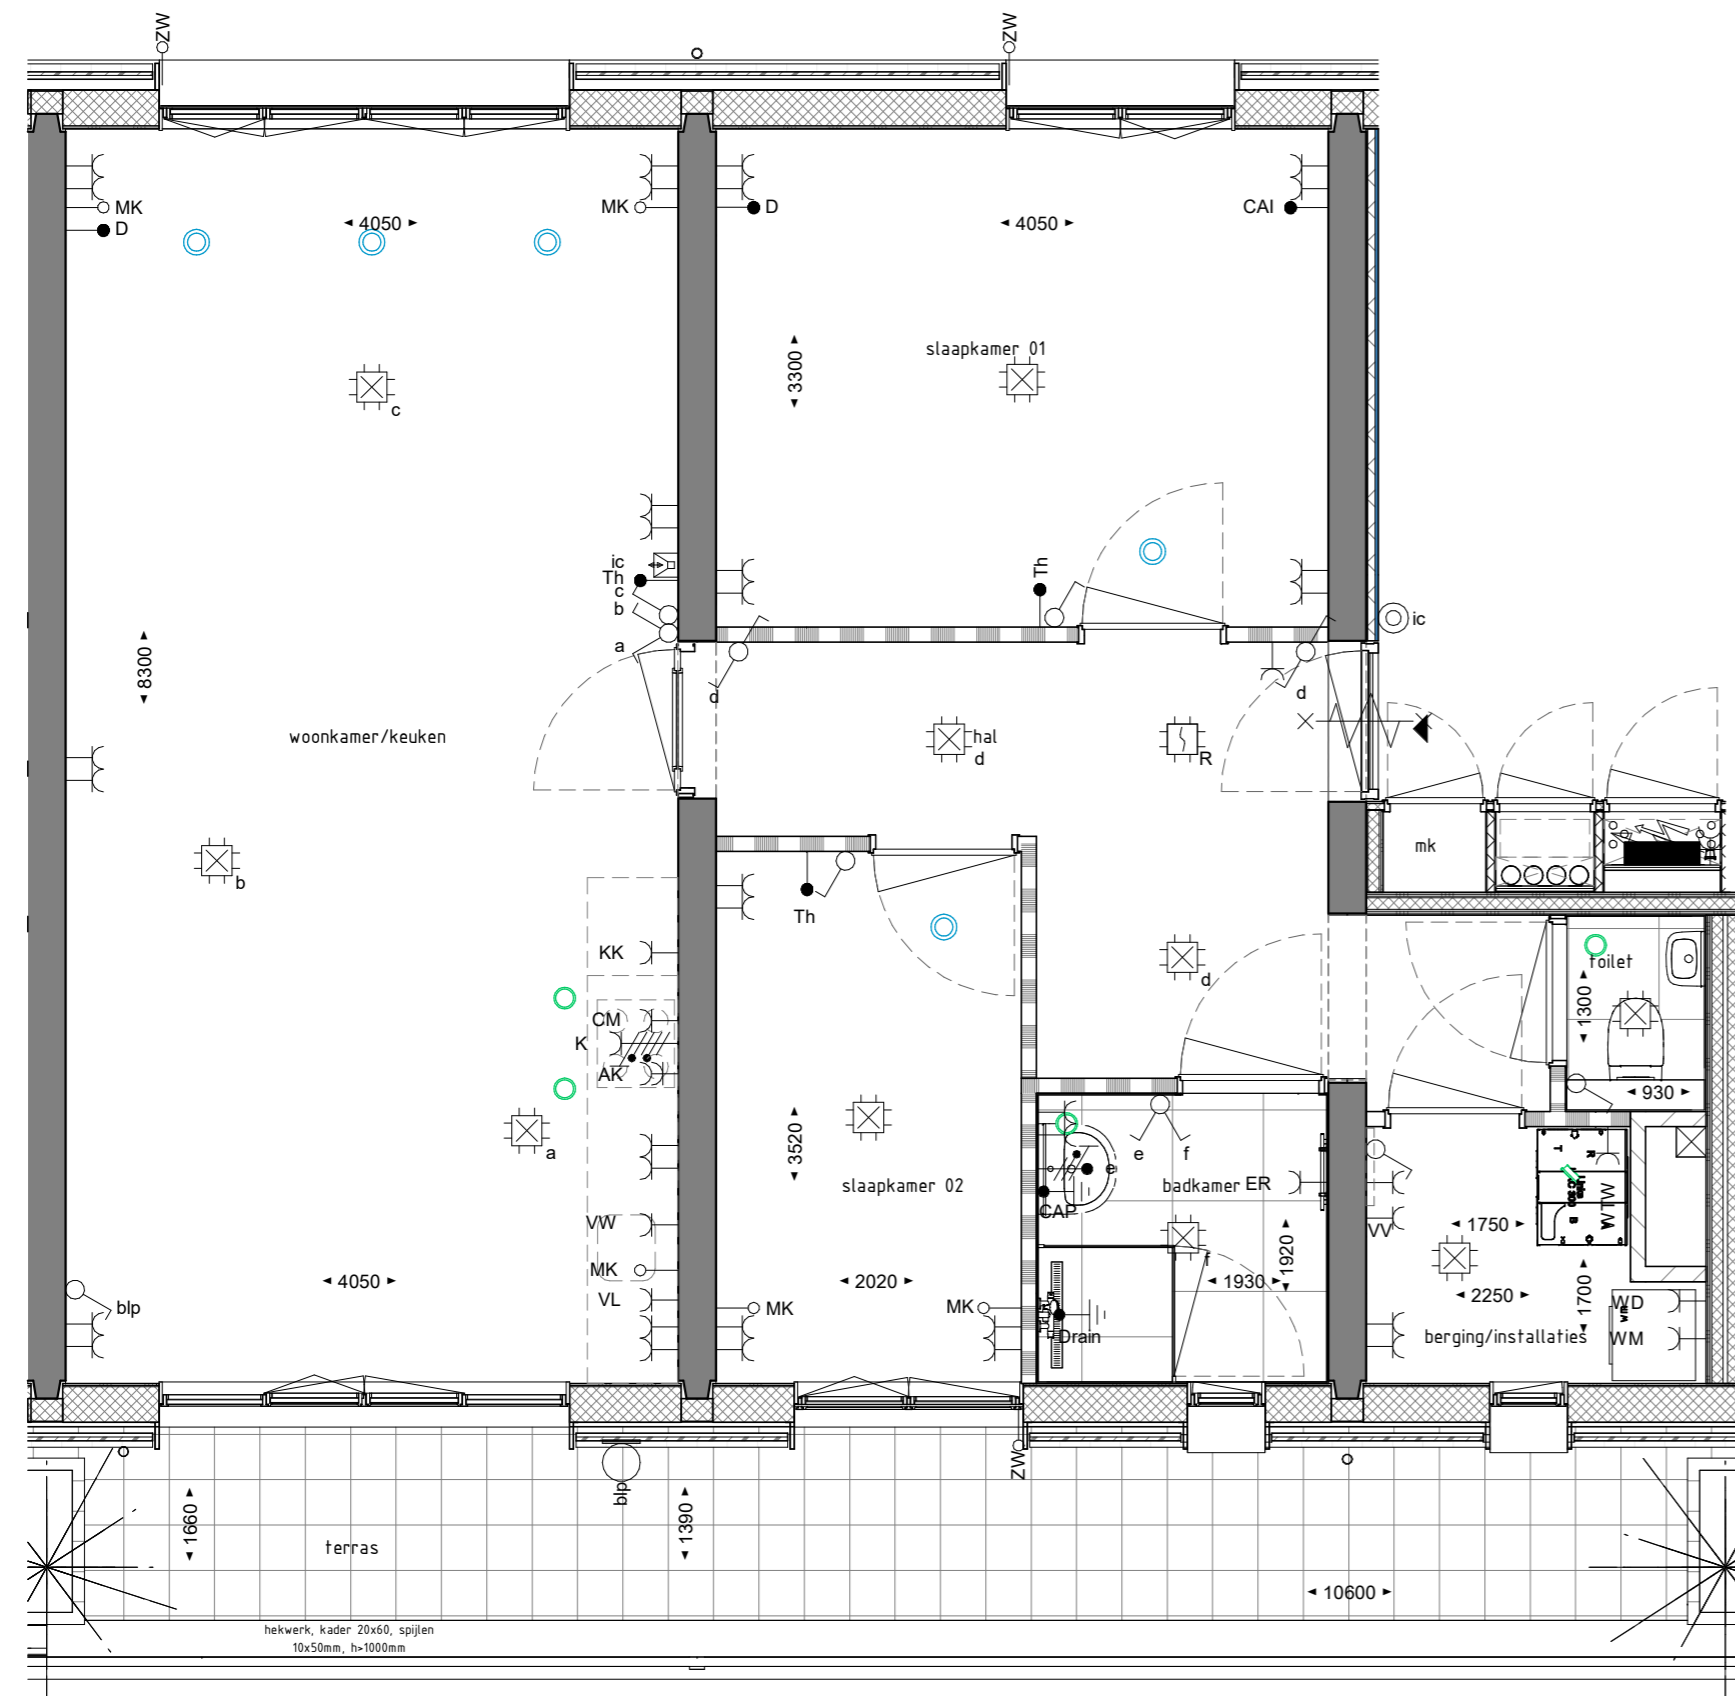 ZW
ZW
MK
D
4050
MK
D
4050
CAI
slaapkamer 01
3300
c
ic
Th
c
b
a
Th
ic
8300
d
d
woonkamer/keuken
hal
d
R
mk
b
Th
KK
toilet
d
CM
K
AK
1300
930
a
3520
e
f
e
slaapkamer 02
badkamer
ER
CAP
T
R
B
WTW
VW
VV
1750
f
1920
MK
4050
2020
1930
2250
1700
VL
blp
MK
MK
Drain
WD
wm
berging/installaties
WM
ZW
blp
1660
1390
terras
10600
hekwerk, kader 20x60, spijlen
10x50mm, h>1000mm